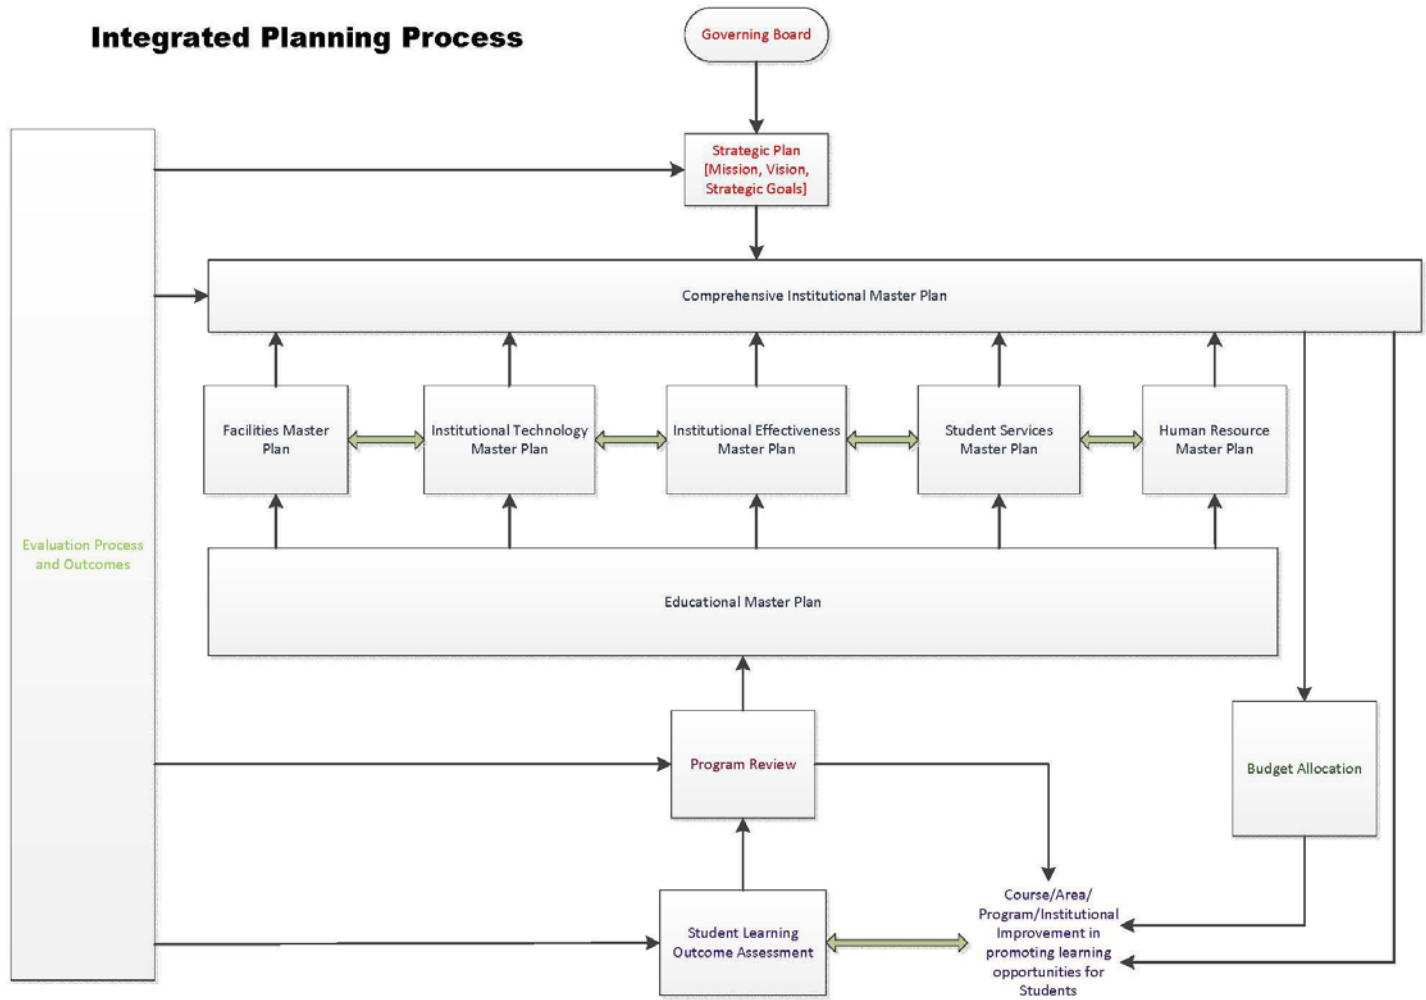 Integrated Planning Process
Governing Board
Strategic Plan
[Mission, Vision,
Strategic Goals]
Comprehensive Institutional Master Plan
Facilities Master
Plan
Institutional Technology
Master Plan
Institutional Effectiveness
Master Plan
Student Services
Master Plan
Human Resource
Master Plan
Evaluation Process
and Outcomes
Educational Master Plan
Program Review
Budget Allocation
Student Learning
Outcome Assessment
Course/Area/
Program/Institutional
Improvement in
promoting learning
opportunities for
Students